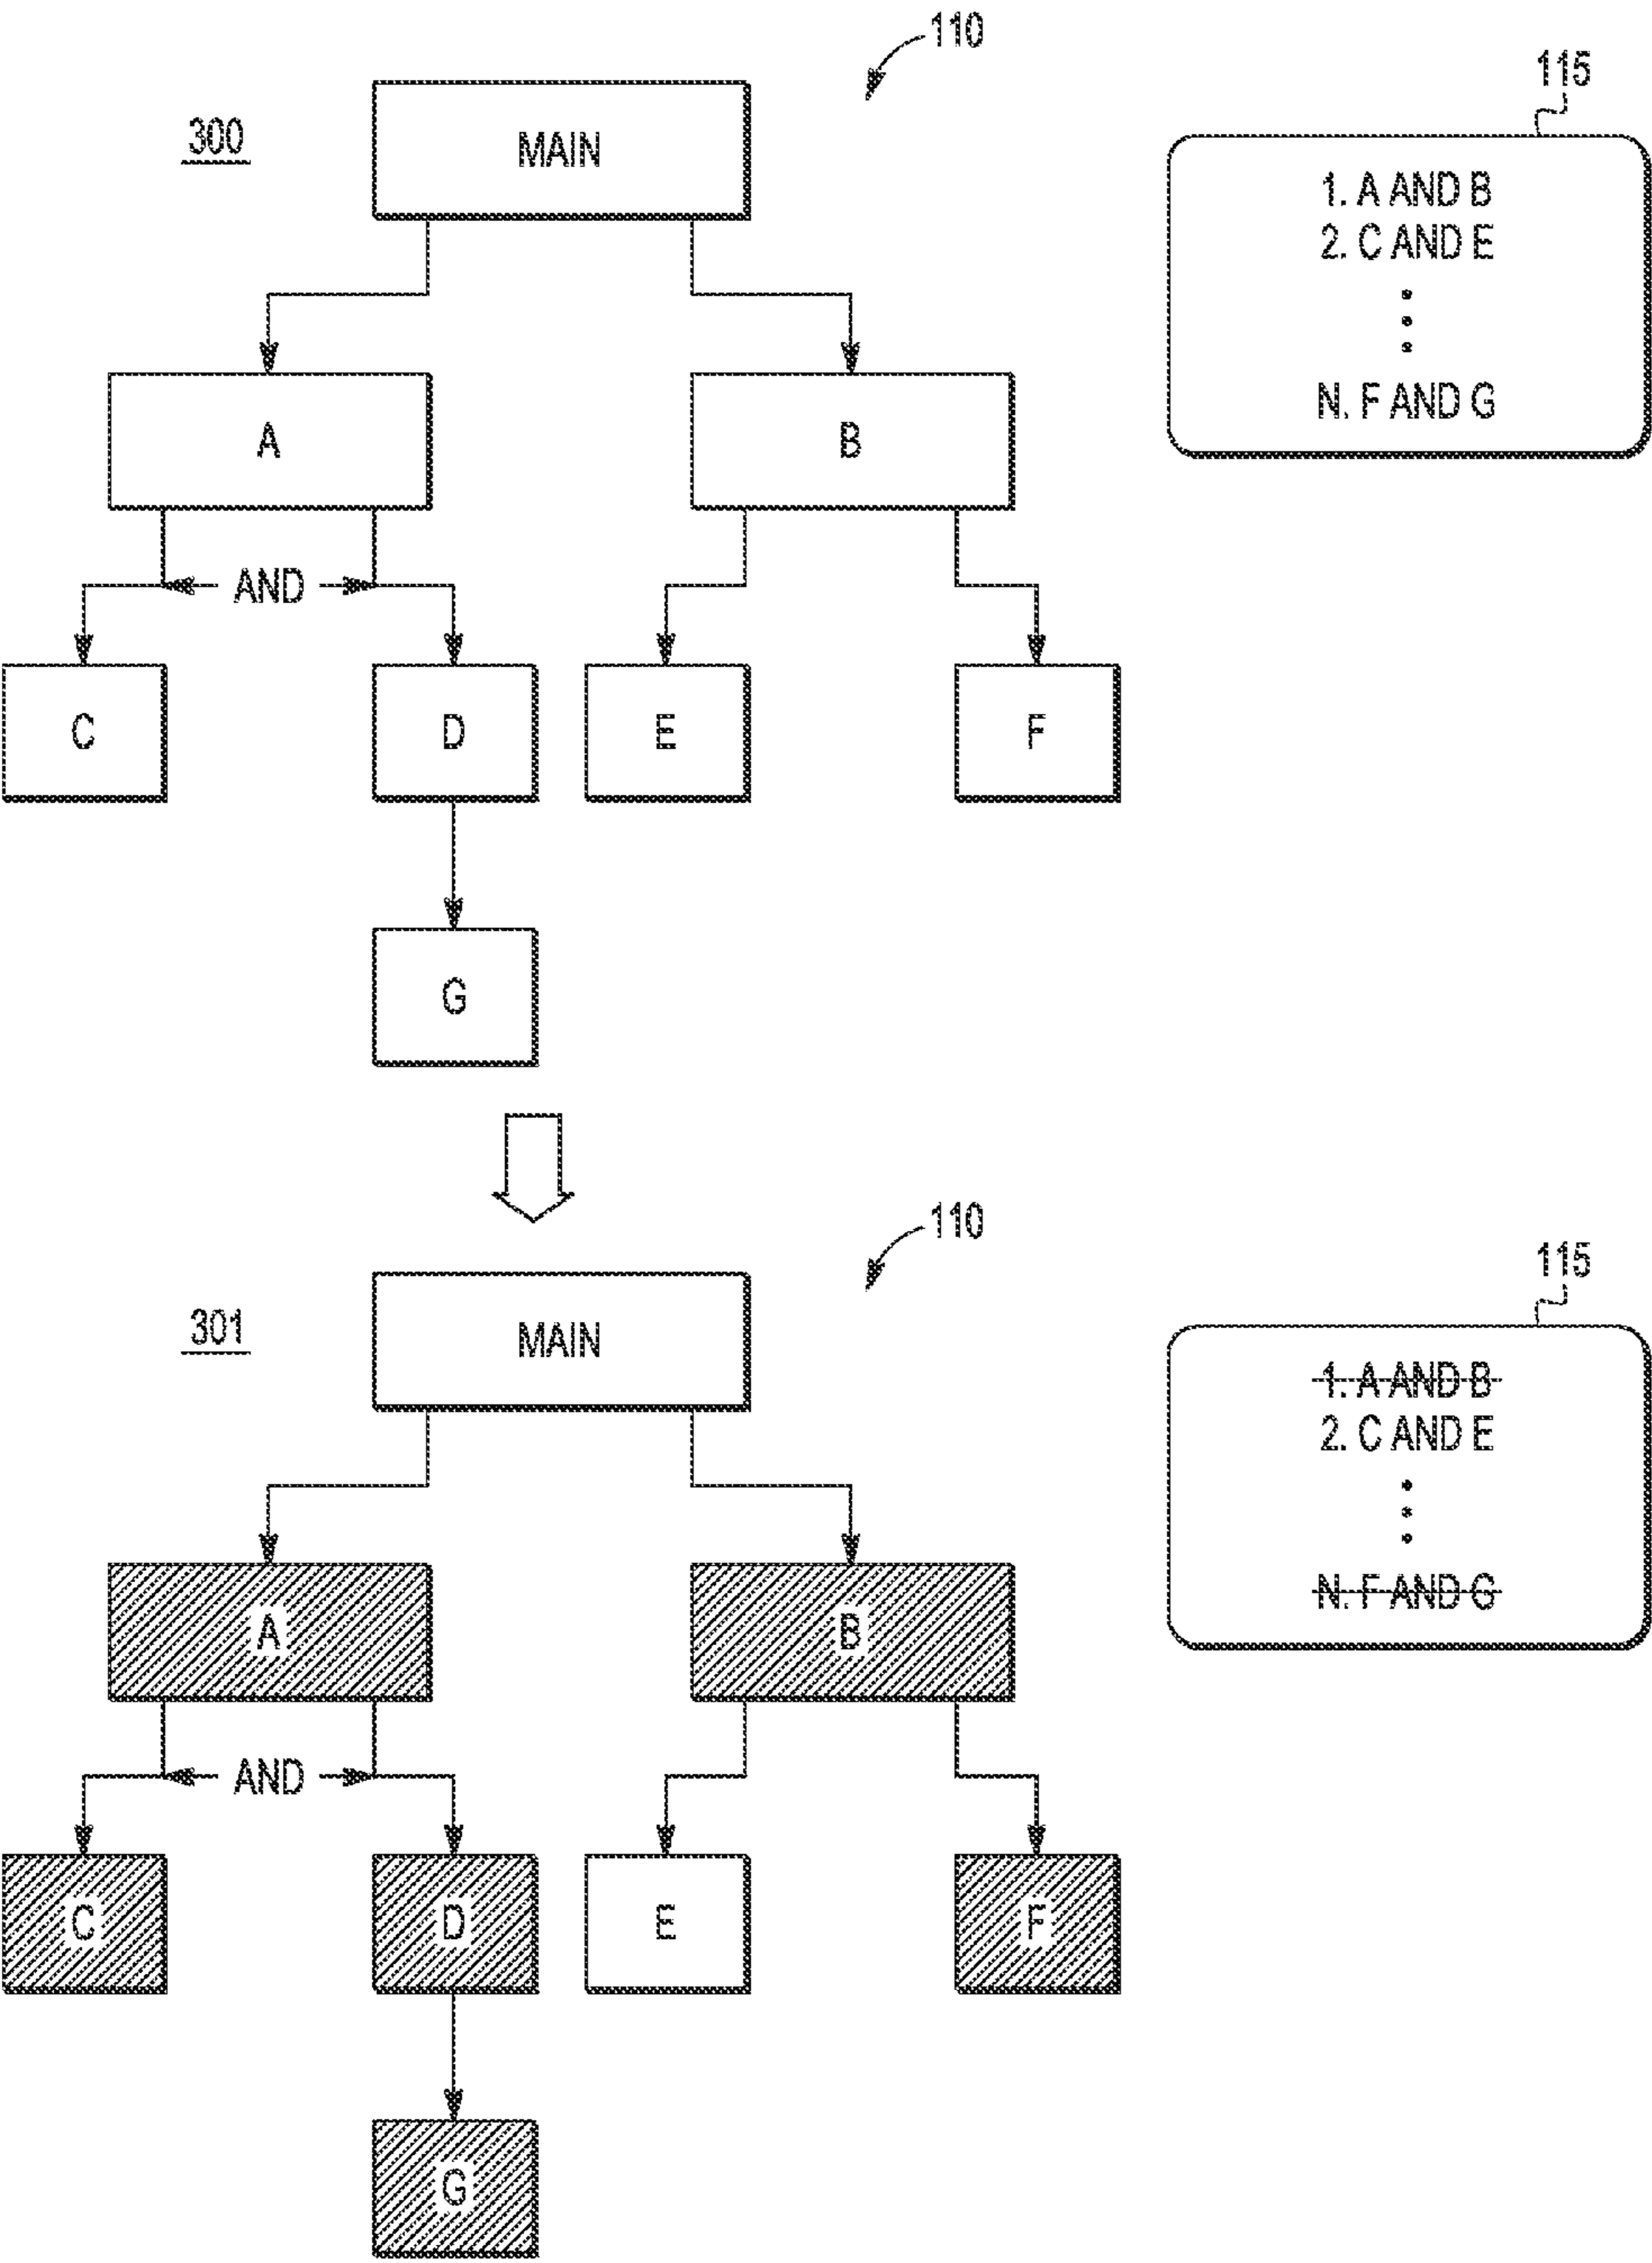 110
115
300
MAIN
1. A AND B
2. C AND E
N. F AND G
A
B
AND
C
D
E
F
G
110
115
301
MAIN
1. A AND B
2. C AND E
N. F AND G
A
B
AND
C
D
E
F
G